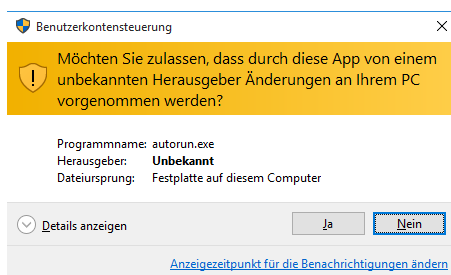 Benutzerkontensteuerung
Möchten Sie zulassen, dass durch diese App von einem
unbekannten Herausgeber Änderungen an Ihrem PC
vorgenommen werden?
Programmname: autorun.exe
Herausgeber: Unbekannt
Dateiursprung: Festplatte auf diesem Computer
Details anzeigen
Ja
Nein
Anzeigezeitpunkt für die Benachrichtigungen ändern